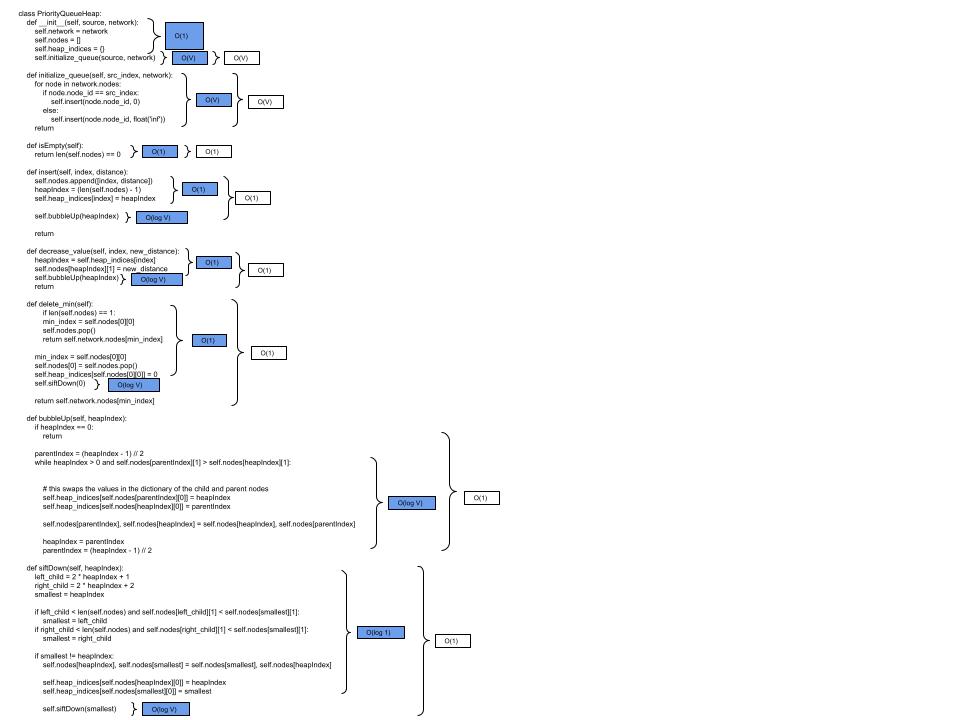 class PriorityQueueHeap:
def __init__(self, source, network):
self.network = network
self.nodes = []
self.heap_indices = {}
O(1)
self.initialize_queue(source, network)
O(V)
O(V)
def initialize_queue(self, src_index, network):
for node in network.nodes:
if node.node_id == src_index:
self.insert(node.node_id, 0)
else:
self.insert(node.node_id, float('inf'))
return
O(V)
O(V)
def isEmpty(self):
return len(self.nodes) == 0
O(1)
O(1)
def insert(self, index, distance):
self.nodes.append([index, distance])
heapIndex = (len(self.nodes) - 1)
self.heap_indices[index] = heapIndex
O(1)
O(1)
self.bubbleUp(heapIndex)
O(log V)
return
def decrease_value(self, index, new_distance):
heapIndex = self.heap_indices[index]
self.nodes[heapIndex][1] = new_distance
O(1)
O(1)
self.bubbleUp(heapIndex)
O(log V)
return
def delete_min(self):
if len(self.nodes) == 1:
min_index = self.nodes[0][0]
self.nodes.pop()
return self.network.nodes[min_index]
O(1)
O(1)
min_index = self.nodes[0][0]
self.nodes[0] = self.nodes.pop()
self.heap_indices[self.nodes[0][0]] = 0
self.siftDown(0)
O(log V)
return self.network.nodes[min_index]
def bubbleUp(self, heapIndex):
if heapIndex == 0:
return
parentIndex = (heapIndex - 1) // 2
while heapIndex > 0 and self.nodes[parentIndex][1] > self.nodes[heapIndex][1]:
# this swaps the values in the dictionary of the child and parent nodes
self.heap_indices[self.nodes[parentIndex][0]] = heapIndex
self.heap_indices[self.nodes[heapIndex][0]] = parentIndex
O(log V)
O(1)
self.nodes[parentIndex], self.nodes[heapIndex] = self.nodes[heapIndex], self.nodes[parentIndex]
heapIndex = parentIndex
parentIndex = (heapIndex - 1) // 2
def siftDown(self, heapIndex):
left_child = 2 * heapIndex + 1
right_child = 2 * heapIndex + 2
smallest = heapIndex
if left_child < len(self.nodes) and self.nodes[left_child][1] < self.nodes[smallest][1]:
smallest = left_child
if right_child < len(self.nodes) and self.nodes[right_child][1] < self.nodes[smallest][1]:
smallest = right_child
O(log 1)
O(1)
if smallest != heapIndex:
self.nodes[heapIndex], self.nodes[smallest] = self.nodes[smallest], self.nodes[heapIndex]
self.heap_indices[self.nodes[heapIndex][0]] = heapIndex
self.heap_indices[self.nodes[smallest][0]] = smallest
self.siftDown(smallest)
O(log V)